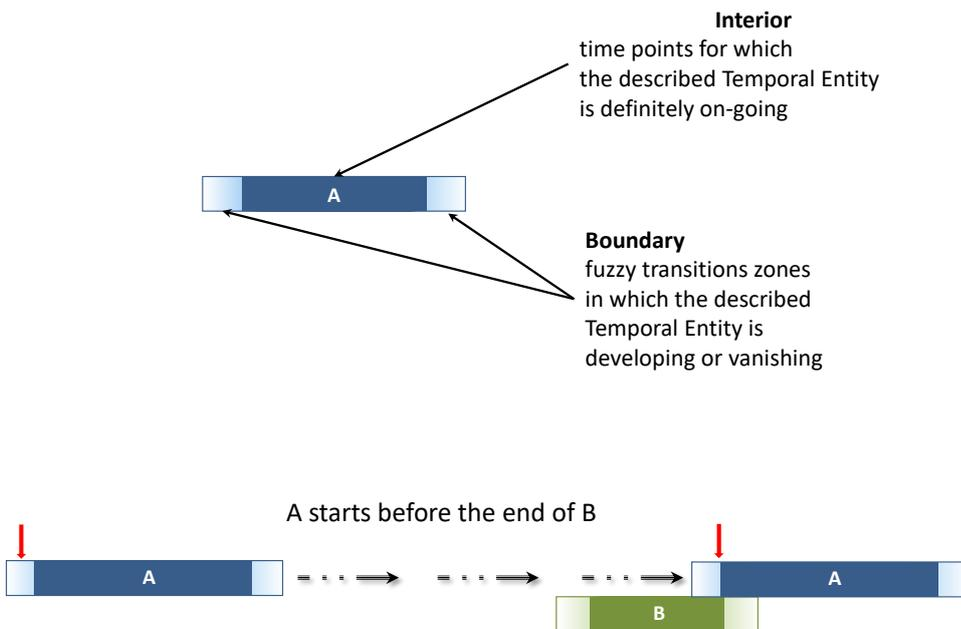 Interior
time points for which
the described Temporal Entity
is definitely on-going
A
Boundary
fuzzy transitions zones
in which the described
Temporal Entity is
developing or vanishing
A starts before the end of B
A
A
B